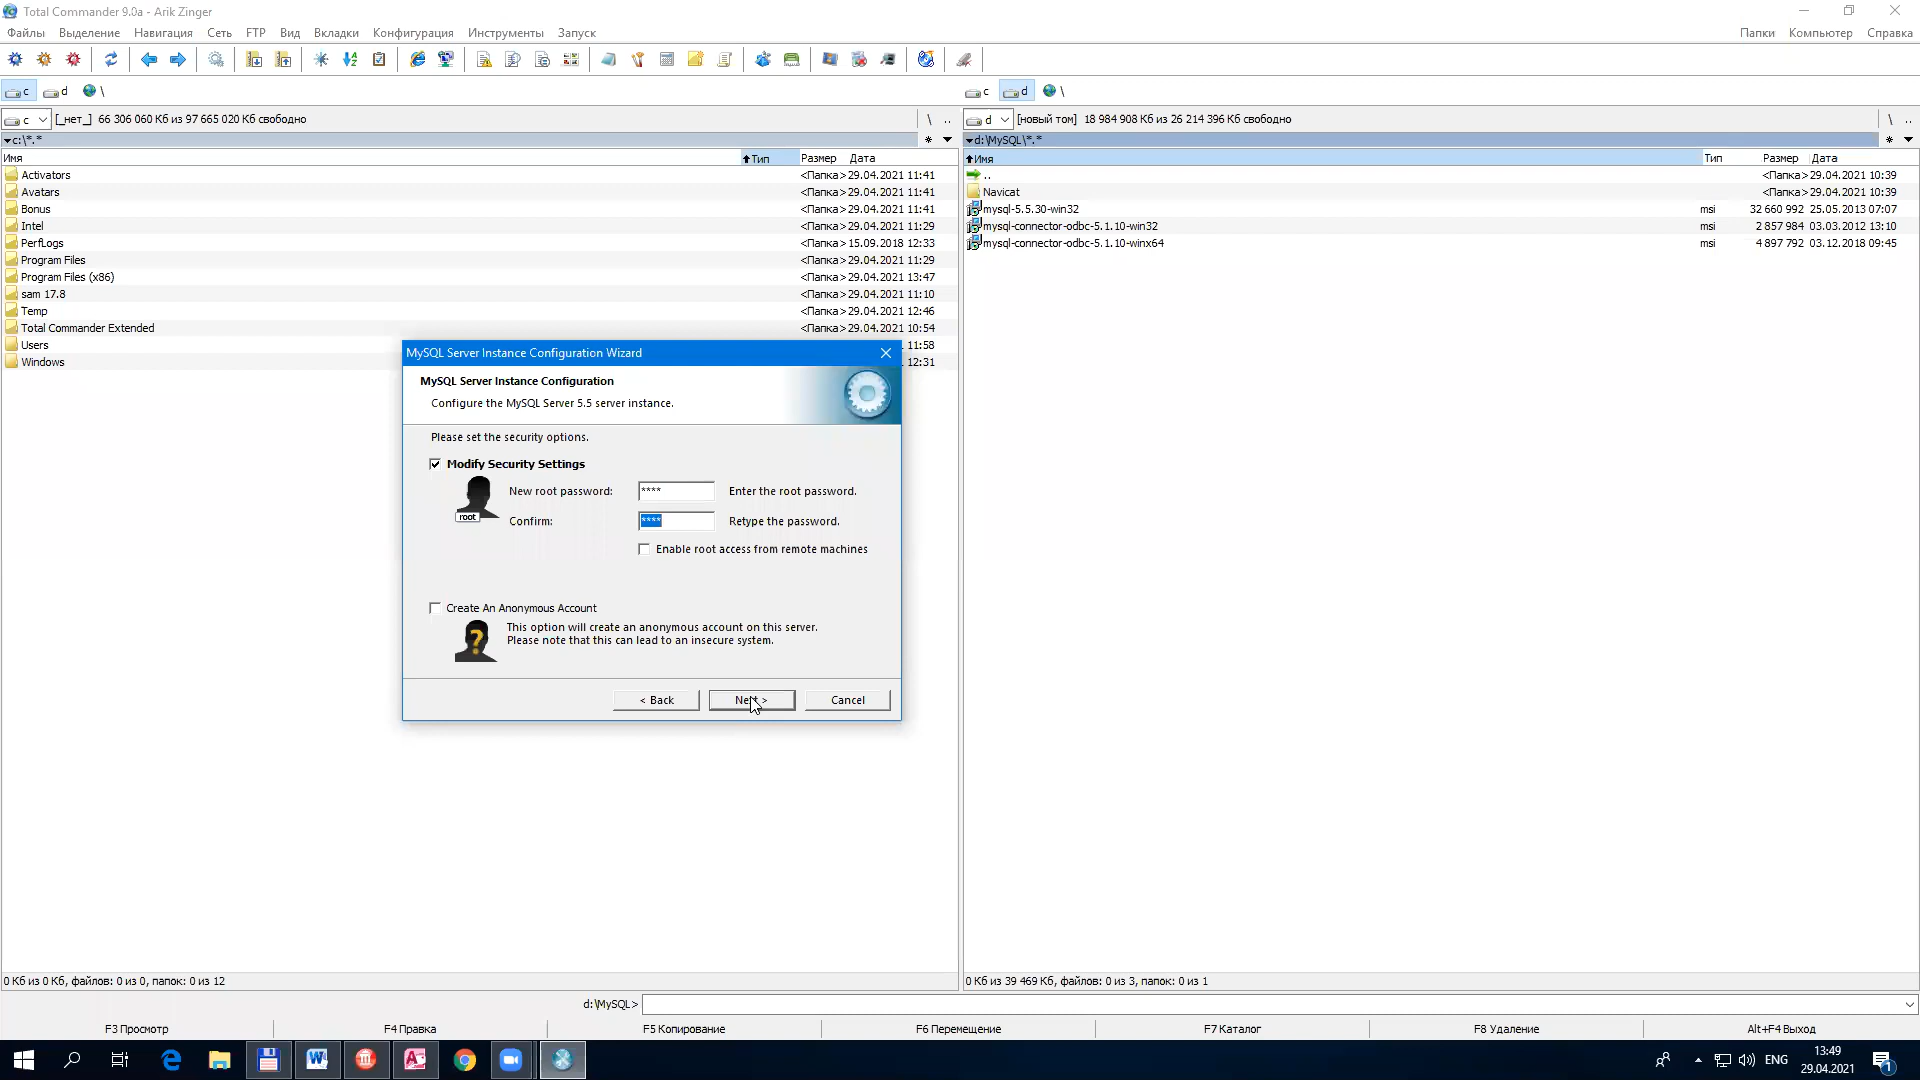 Total Commander 9.0a - Arik Zinger
Файлы Выделение Навигация Сеть FTP Вид Вкладки Конфигурация Инструменты Запуск Папки Компьютер Справка
c d \ c d \
c [_нет_] 66 306 060 Кб из 97 665 020 Кб свободно \ .. d [новый том] 18 984 908 Кб из 26 214 396 Кб свободно \ ..
c:\*.* * d:\MySQL\*.* *
Имя Тип Размер Дата Имя Тип Размер Дата
Activators <Папка> 29.04.2021 11:41 .. <Папка> 29.04.2021 10:39
Avatars <Папка> 29.04.2021 11:41 Navicat <Папка> 29.04.2021 10:39
Bonus <Папка> 29.04.2021 11:41 mysql-5.5.30-win32 msi 32 660 992 25.05.2013 07:07
Intel <Папка> 29.04.2021 11:29 mysql-connector-odbc-5.1.10-win32 msi 2 857 984 03.03.2012 13:10
PerfLogs <Папка> 15.09.2018 12:33 mysql-connector-odbc-5.1.10-winx64 msi 4 897 792 03.12.2018 09:45
Program Files <Папка> 29.04.2021 11:29
Program Files (x86) <Папка> 29.04.2021 13:47
sam 17.8 <Папка> 29.04.2021 11:10
Temp <Папка> 29.04.2021 12:46
Total Commander Extended <Папка> 29.04.2021 10:54
Users 11:58
Windows 12:31
MySQL Server Instance Configuration Wizard
MySQL Server Instance Configuration
Configure the MySQL Server 5.5 server instance.
Please set the security options.
Modify Security Settings
New root password: **** Enter the root password.
root
Confirm: **** Retype the password.
Enable root access from remote machines
Create An Anonymous Account
This option will create an anonymous account on this server.
Please note that this can lead to an insecure system.
< Back Next > Cancel
0 Кб из 0 Кб, файлов: 0 из 0, папок: 0 из 12 0 Кб из 39 469 Кб, файлов: 0 из 3, папок: 0 из 1
d:\MySQL>
F3 Просмотр F4 Правка F5 Копирование F6 Перемещение F7 Каталог F8 Удаление Alt+F4 Выход
ENG 13:49
29.04.2021
1